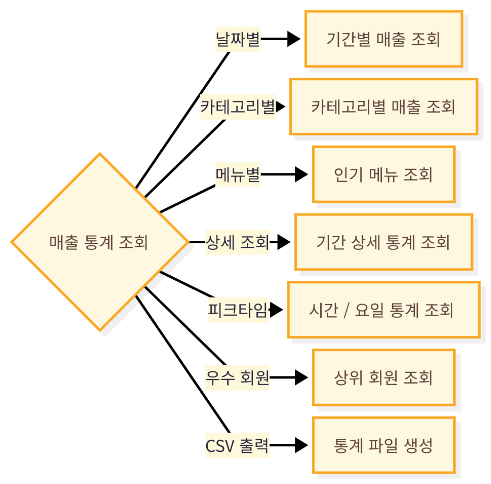 날짜별
기간별 매출 조회
카테고리별
카테고리별 매출 조회
메뉴별
인기 메뉴 조회
매출 통계 조회
상세 조회
기간 상세 통계 조회
피크타임
시간 / 요일 통계 조회
우수 회원
상위 회원 조회
CSV 출력
통계 파일 생성